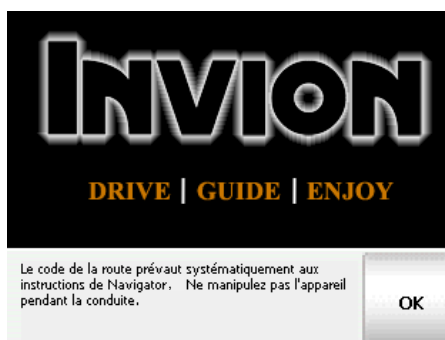 INVION
DRIVE | GUIDE | ENJOY
Le code de la route prévaut systématiquement aux
instructions de Navigator. Ne manipulez pas l'appareil
pendant la conduite.
OK